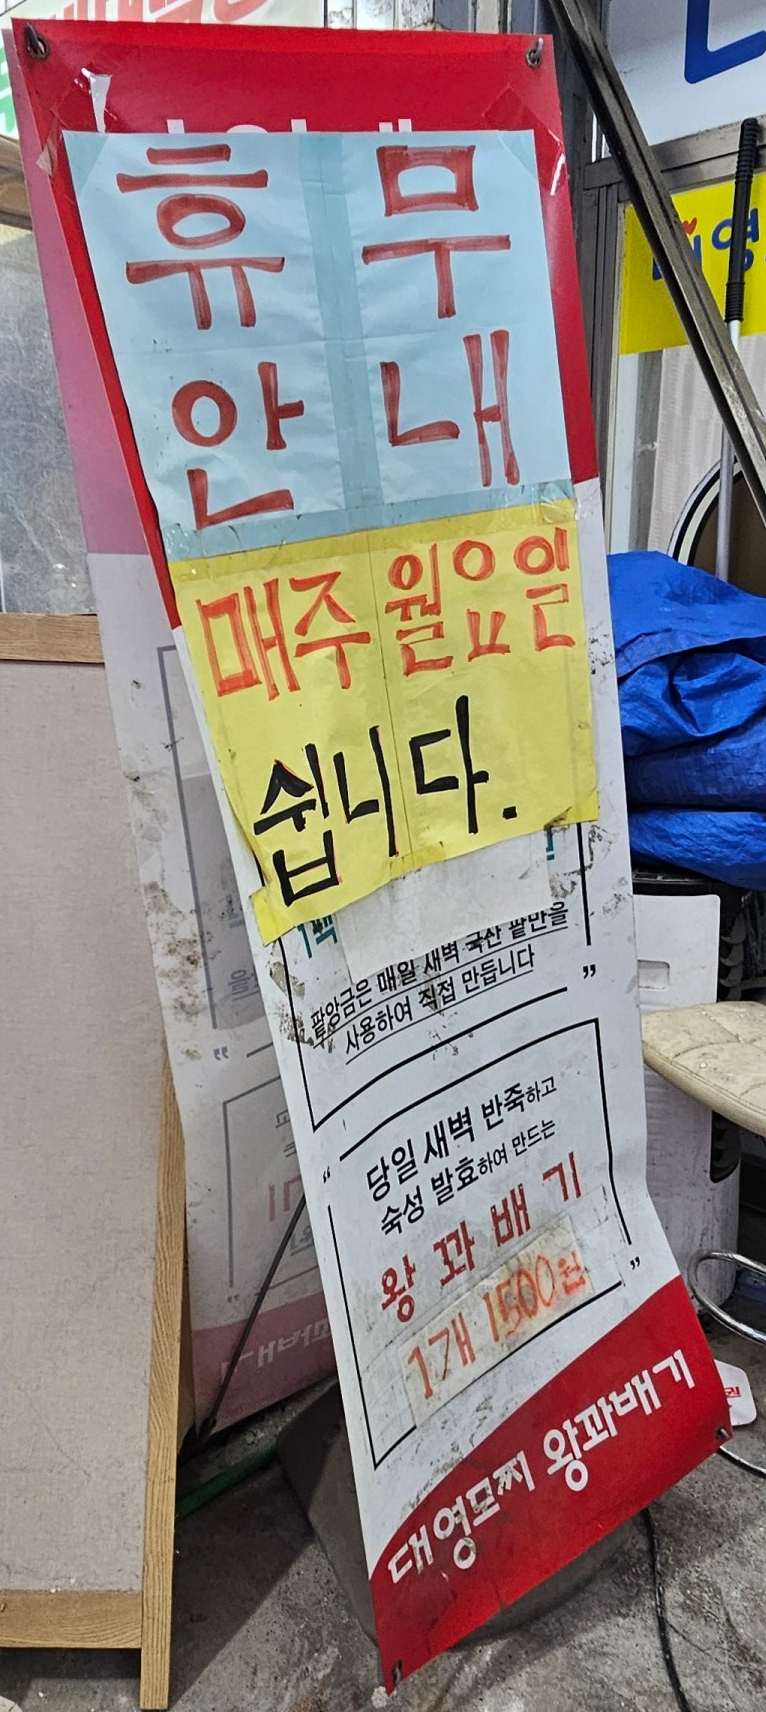 휴무
안내
매주 월요일
쉽니다.
팥앙금은 매일 새벽 국산 팥만을
사용하여 직접 만듭니다
당일 새벽 반죽하고
숙성 발효하여 만드는
왕꽈배기
1개 1500원
대영모찌 왕꽈배기